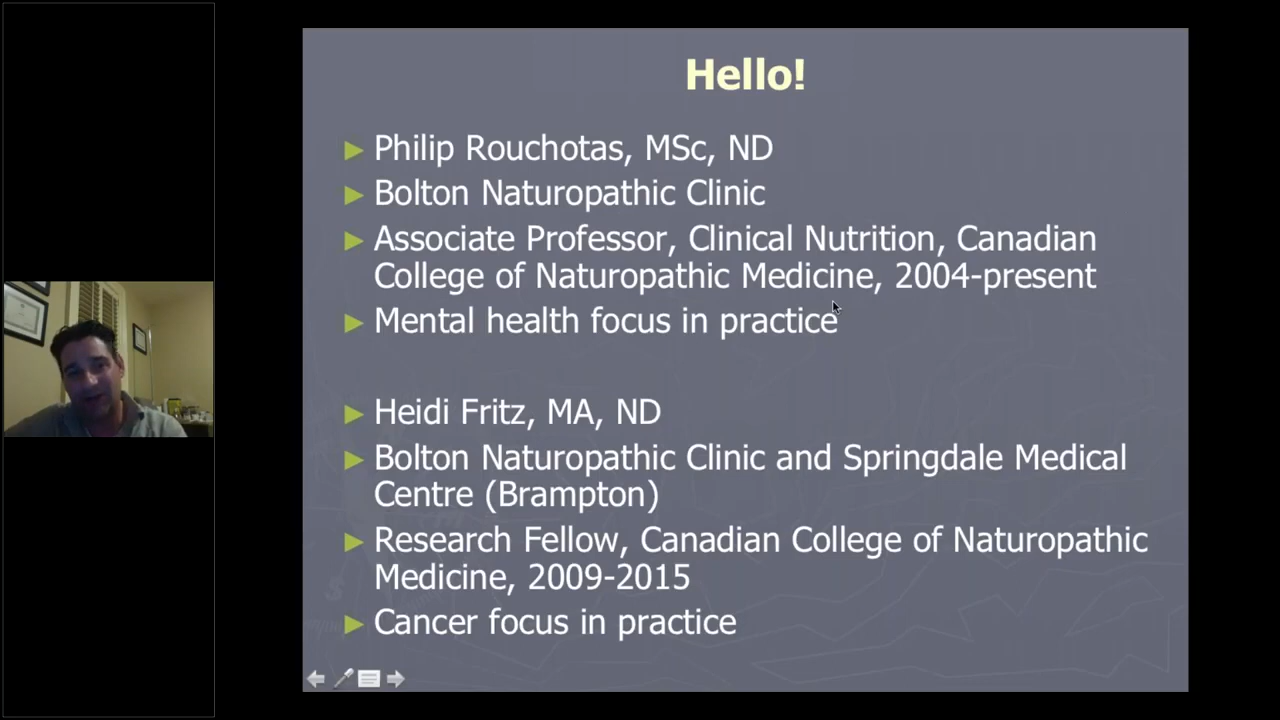 Hello!
Philip Rouchotas, MSc, ND
Bolton Naturopathic Clinic
Associate Professor, Clinical Nutrition, Canadian
College of Naturopathic Medicine, 2004-present
Mental health focus in practice
Heidi Fritz, MA, ND
Bolton Naturopathic Clinic and Springdale Medical
Centre (Brampton)
Research Fellow, Canadian College of Naturopathic
Medicine, 2009-2015
Cancer focus in practice